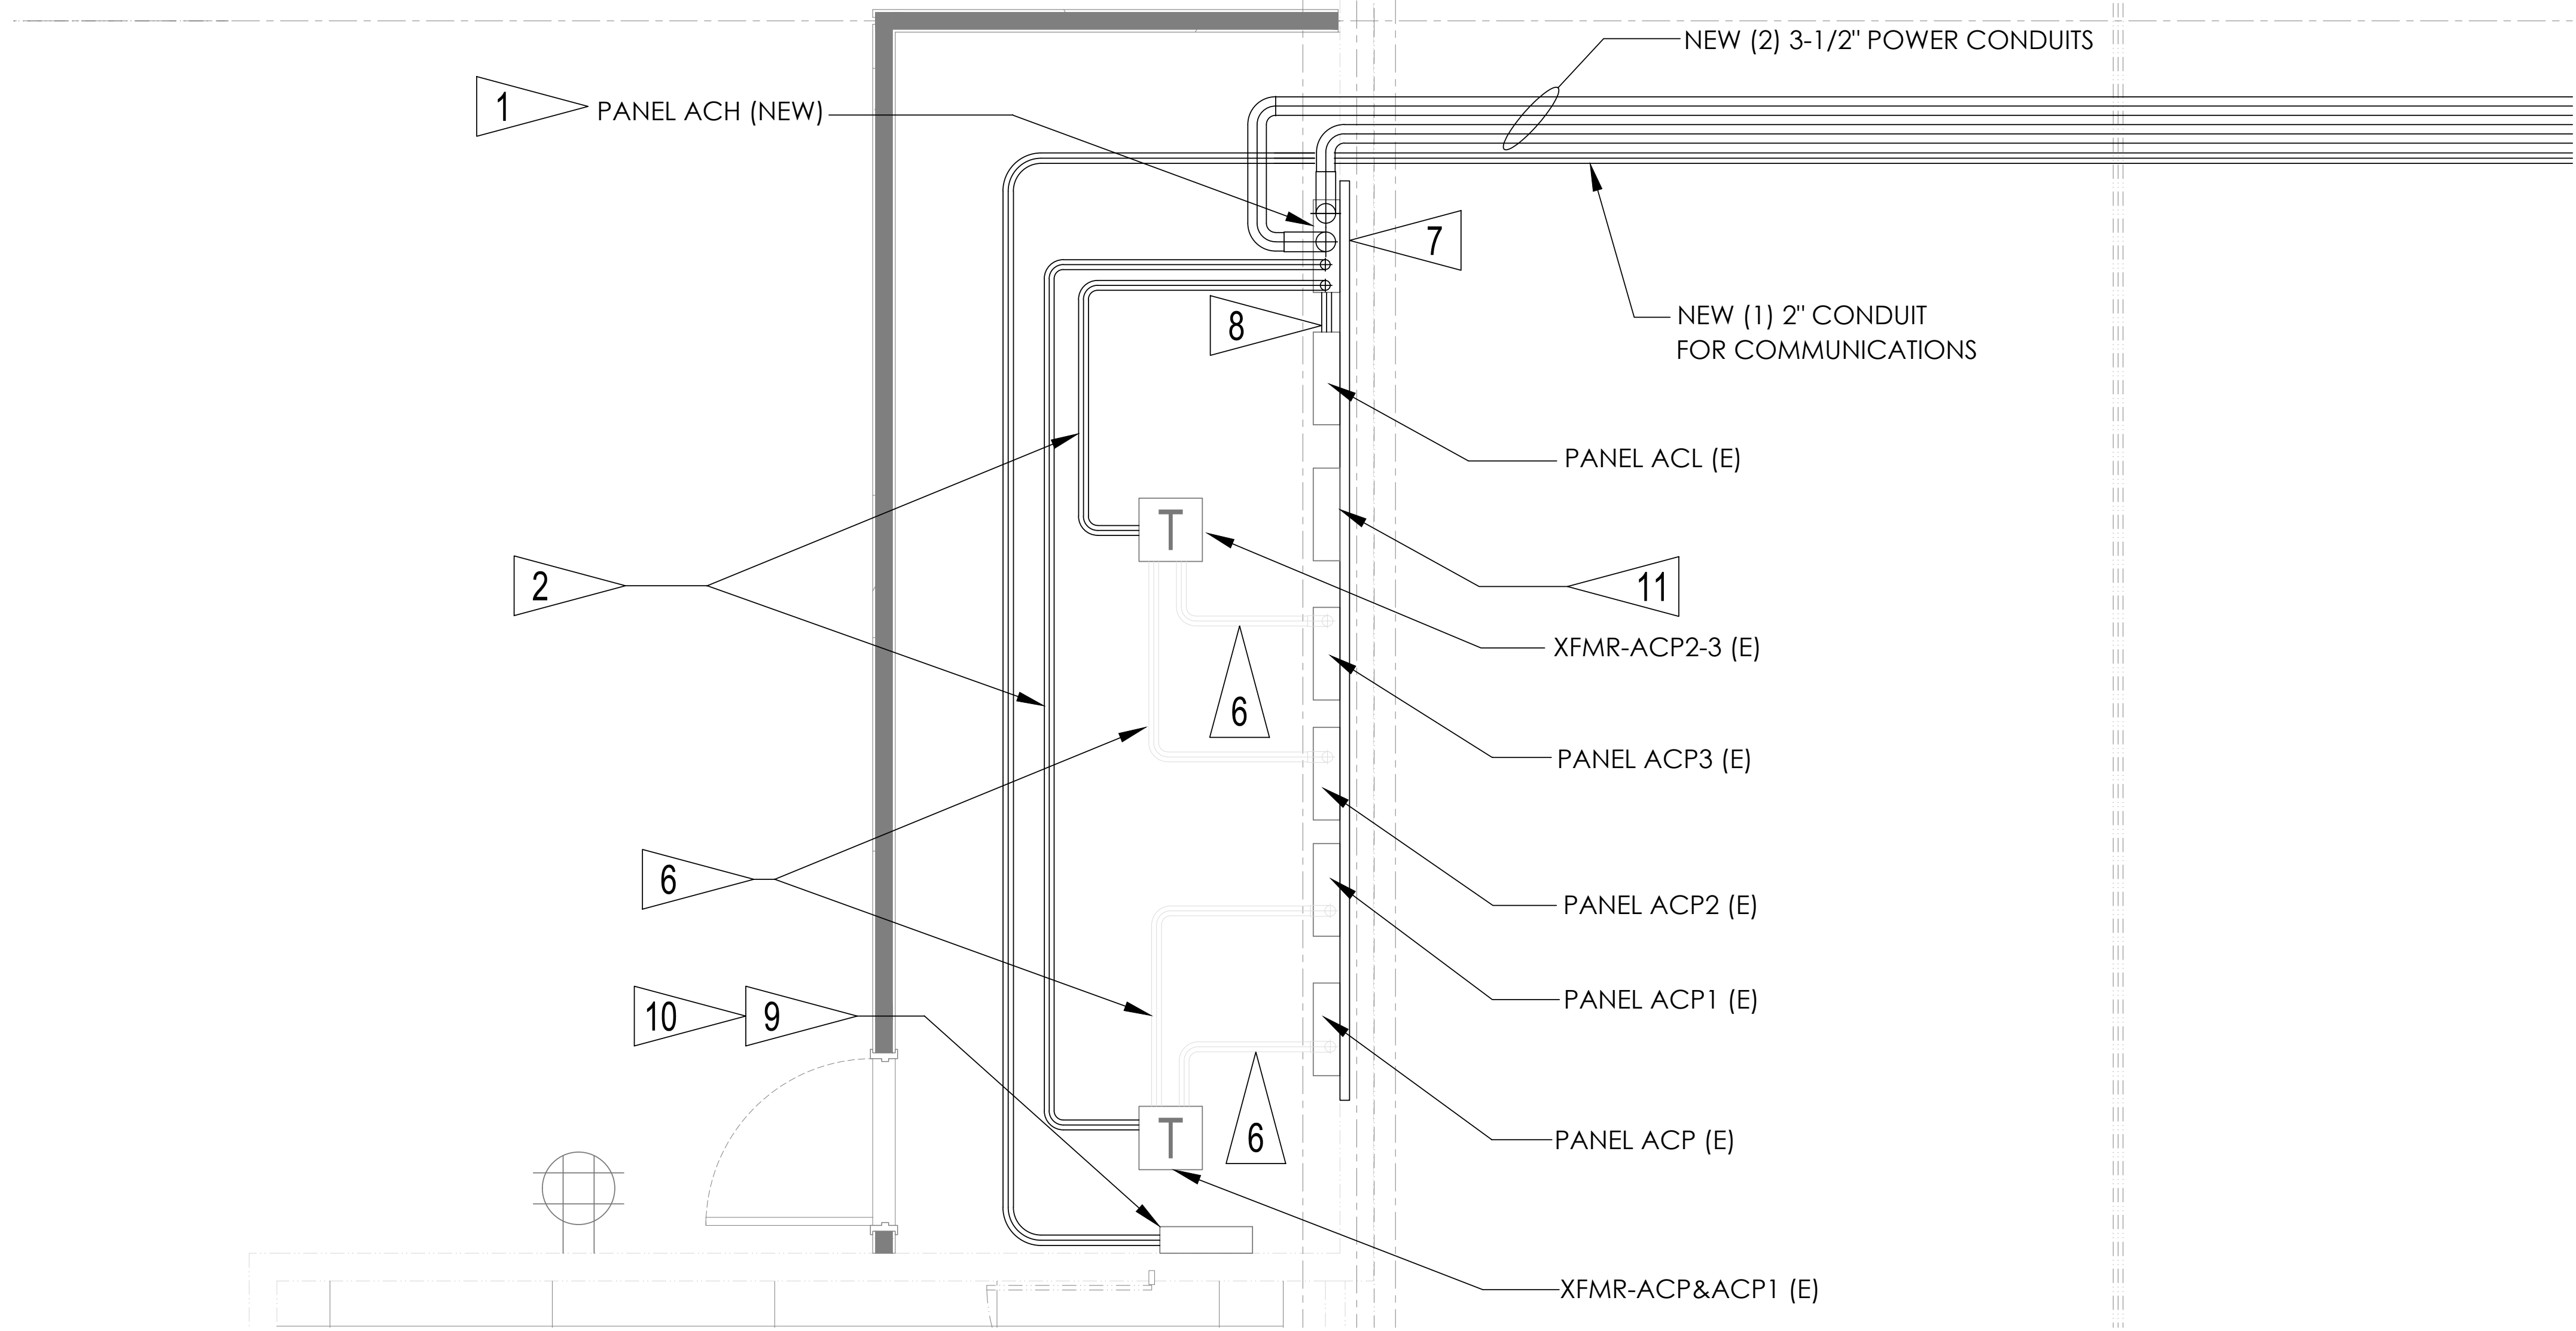 NEW (2) 3-1/2" POWER CONDUITS
1
PANEL ACH (NEW)
7
8
NEW (1) 2" CONDUIT
FOR COMMUNICATIONS
PANEL ACL (E)
T
2
11
XFMR-ACP2-3 (E)
6
PANEL ACP3 (E)
6
PANEL ACP2 (E)
PANEL ACP1 (E)
10
9
T
6
PANEL ACP (E)
XFMR-ACP&ACP1 (E)